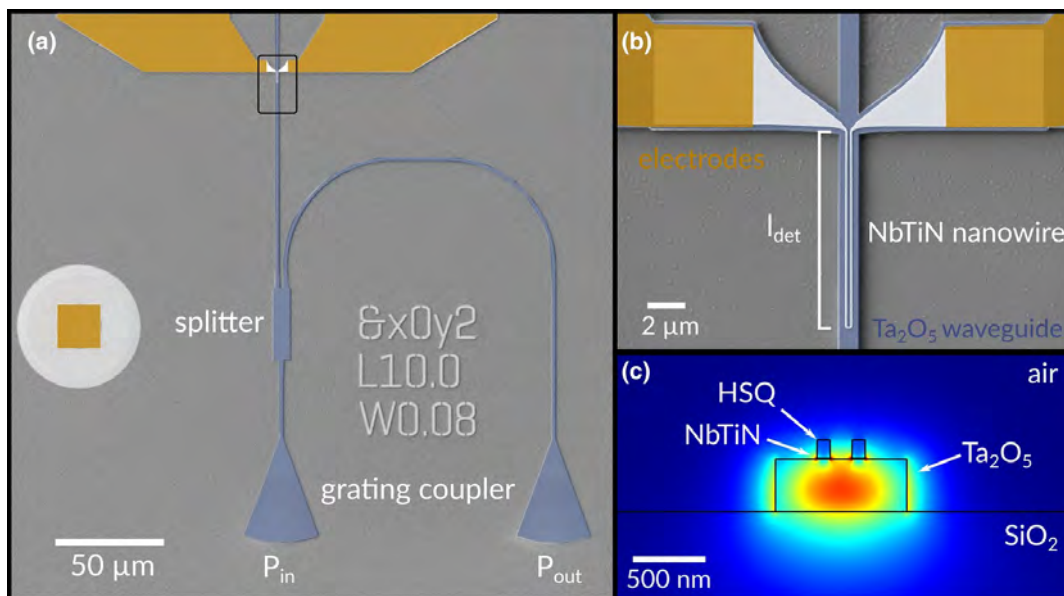 (a)
splitter
&x0y2
L10.0
W0.08
grating coupler
50 μm
P_in
P_out
(b)
electrodes
l_det
NbTiN nanowire
2 μm
Ta₂O₅ waveguide
(c)
air
HSQ
NbTiN
Ta₂O₅
SiO₂
500 nm